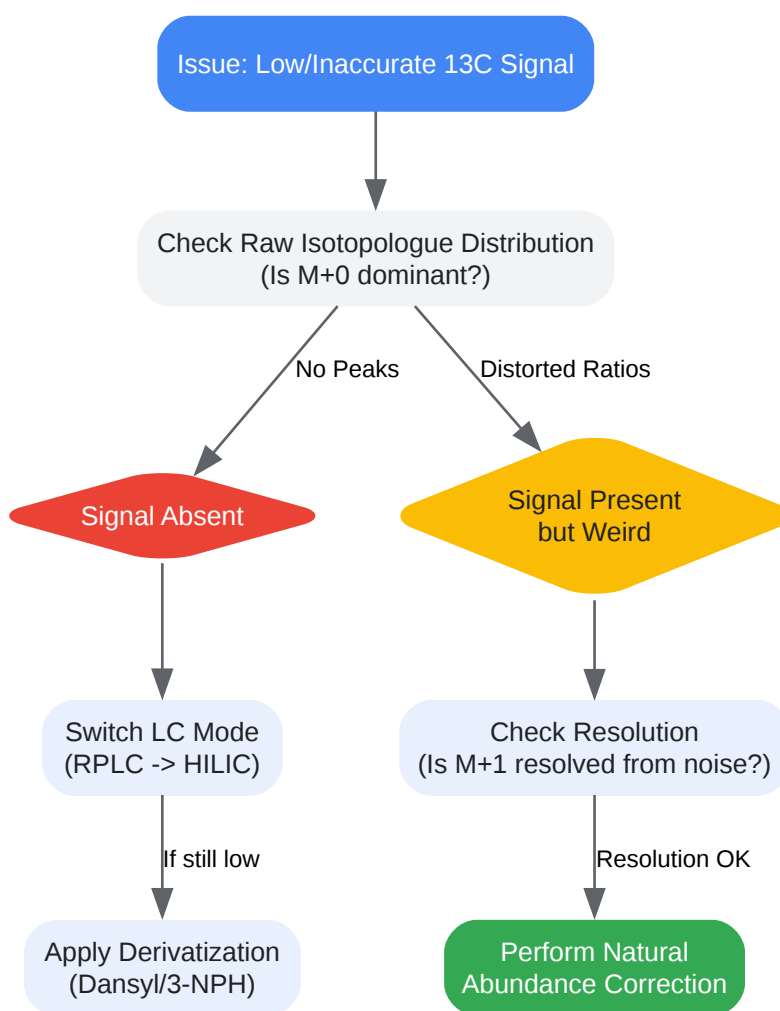 Issue: Low/Inaccurate 13C Signal
Check Raw Isotopologue Distribution
(Is M+0 dominant?)
No Peaks
Distorted Ratios
Signal Absent
Signal Present
but Weird
Switch LC Mode
(RPLC -> HILIC)
Check Resolution
(Is M+1 resolved from noise?)
If still low
Resolution OK
Apply Derivatization
(Dansyl/3-NPH)
Perform Natural
Abundance Correction